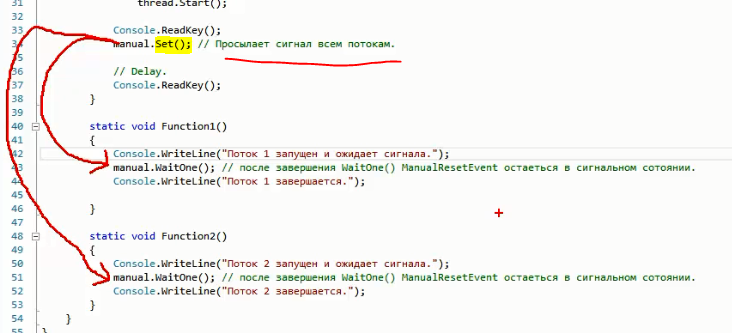 31 thread.Start();
32
33 Console.ReadKey();
34 manual.Set(); // Просылает сигнал всем потокам.
35
36 // Delay.
37 Console.ReadKey();
38 }
39
40 static void Function1()
41 {
42 Console.WriteLine("Поток 1 запущен и ожидает сигнала.");
43 manual.WaitOne(); // после завершения WaitOne() ManualResetEvent остаеться в сигнальном сотоянии.
44 Console.WriteLine("Поток 1 завершается.");
45
46 }
47
48 static void Function2()
49 {
50 Console.WriteLine("Поток 2 запущен и ожидает сигнала.");
51 manual.WaitOne(); // после завершения WaitOne() ManualResetEvent остаеться в сигнальном сотоянии.
52 Console.WriteLine("Поток 2 завершается.");
53 }
54 }
55 }